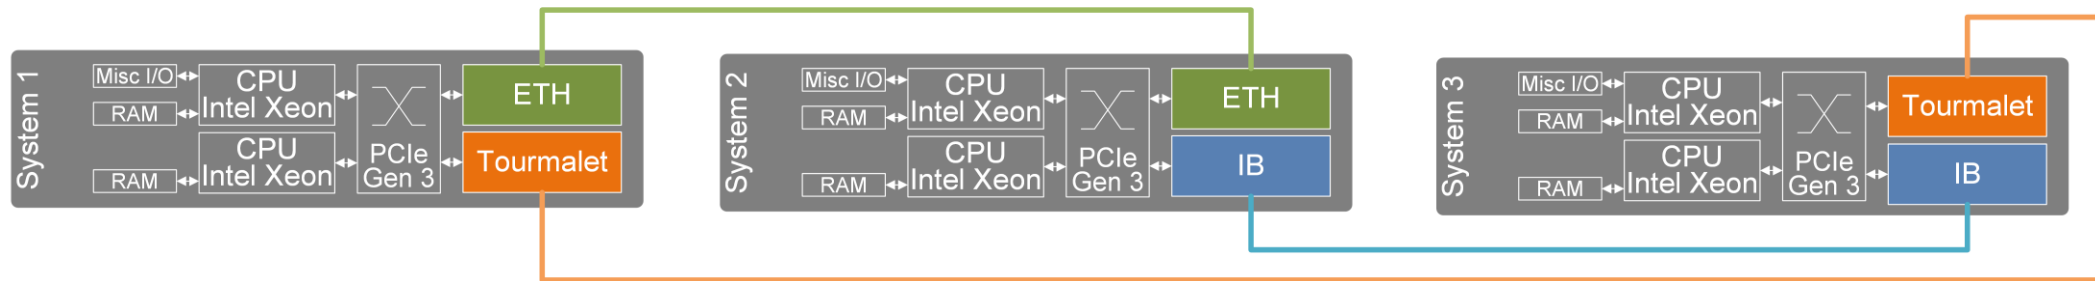 System 1
Misc I/O
RAM
RAM
CPU
Intel Xeon
CPU
Intel Xeon
PCIe
Gen 3
ETH
Tourmalet
System 2
Misc I/O
RAM
RAM
CPU
Intel Xeon
CPU
Intel Xeon
PCIe
Gen 3
ETH
IB
System 3
Misc I/O
RAM
RAM
CPU
Intel Xeon
CPU
Intel Xeon
PCIe
Gen 3
Tourmalet
IB